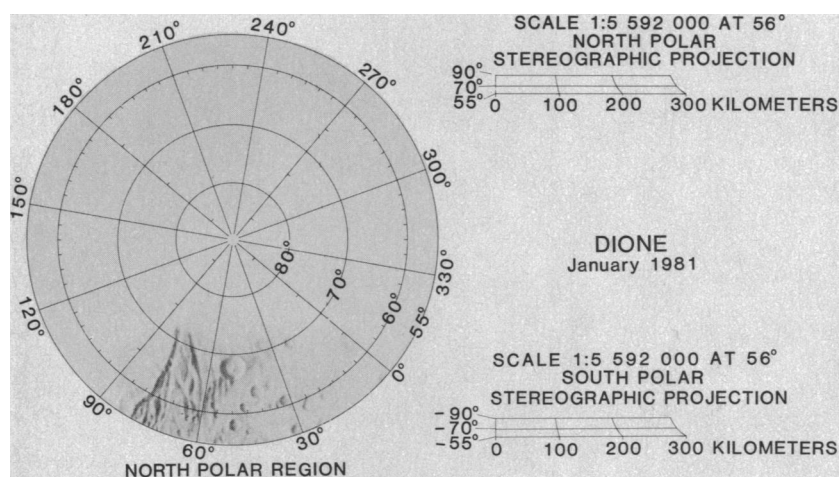 SCALE 1:5 592 000 AT 56°
NORTH POLAR
STEREOGRAPHIC PROJECTION
90°
70°
55°
0 100 200 300 KILOMETERS
210°
240°
180°
270°
150°
300°
120°
330°
90°
0°
60°
30°
80°
70°
60°
55°
DIONE
January 1981
SCALE 1:5 592 000 AT 56°
SOUTH POLAR
STEREOGRAPHIC PROJECTION
-90°
-70°
-55°
0 100 200 300 KILOMETERS
NORTH POLAR REGION